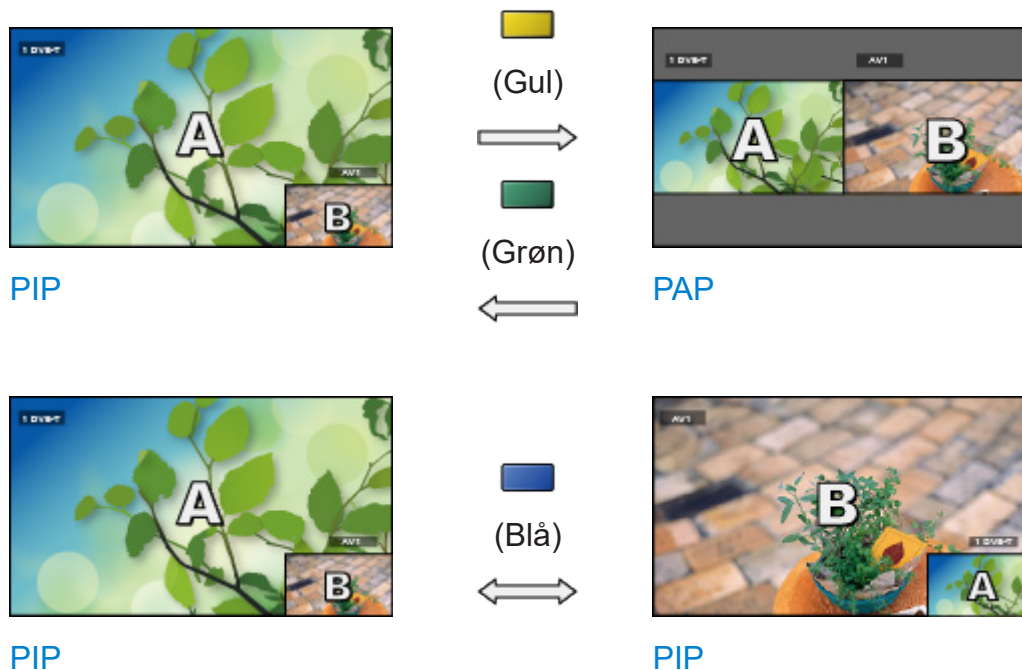 1 DVB-T
A
AV1
B
PIP
(Gul)
(Grøn)
1 DVB-T
AV1
A
B
PAP
1 DVB-T
A
AV1
B
PIP
(Blå)
AV1
B
1 DVB-T
A
PIP